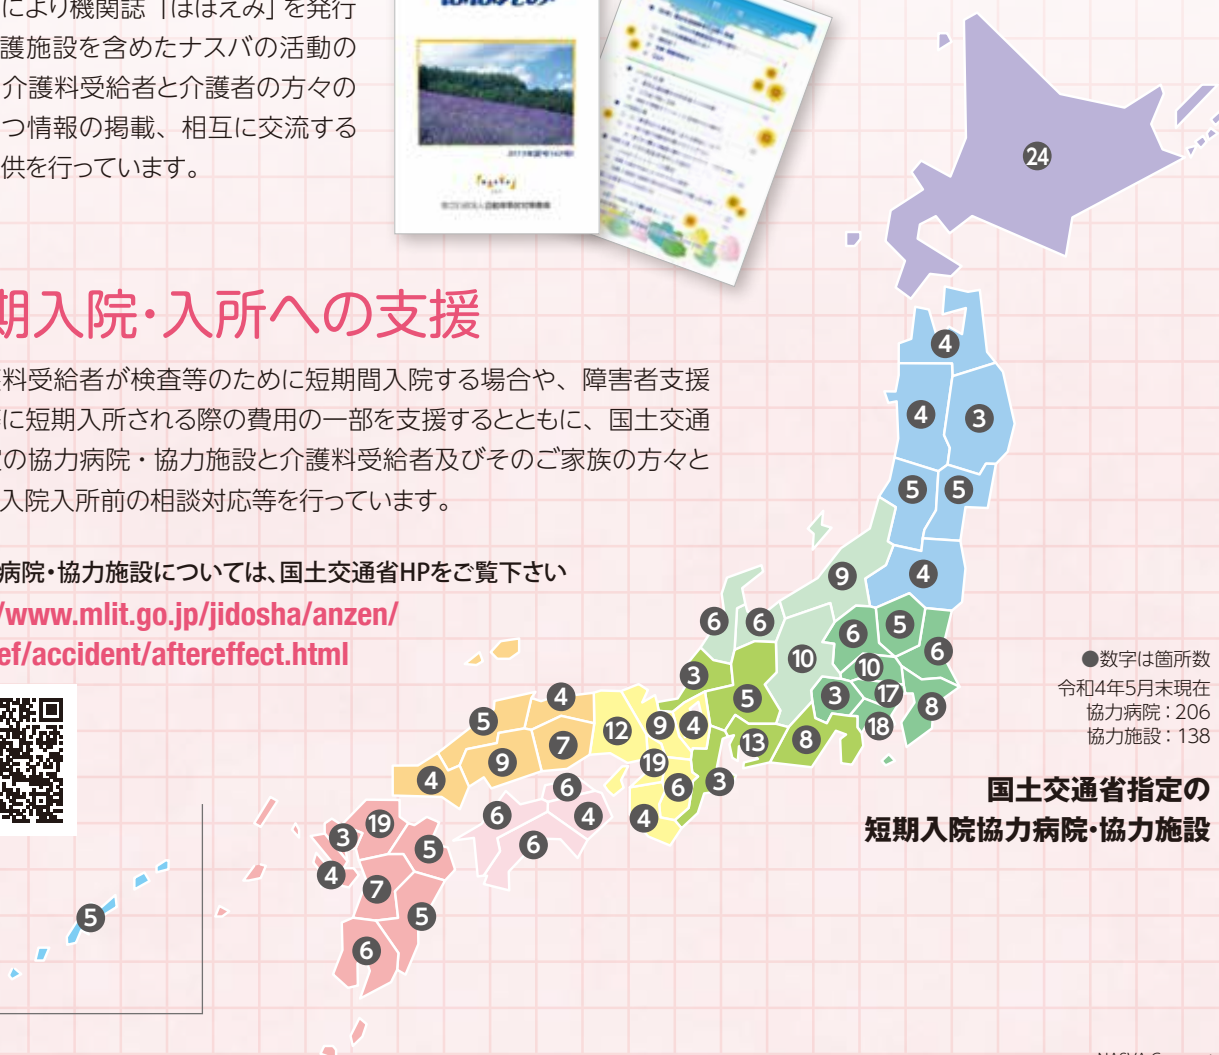 により機関誌「ほほえみ」を発行
護施設を含めたナスバの活動の
介護料受給者と介護者の方々の
つ情報の掲載、相互に交流する
供を行っています。
期入院・入所への支援
料受給者が検査等のために短期間入院する場合や、障害者支援
に短期入所される際の費用の一部を支援するとともに、国土交通
の協力病院・協力施設と介護料受給者及びそのご家族の方々と
入院入所前の相談対応等を行っています。
病院・協力施設については、国土交通省HPをご覧下さい
/www.mlit.go.jp/jidosha/anzen/
ef/accident/aftereffect.html
24
4
4
3
5
5
9
4
6
6
6
5
6
10
10
3
17
8
18
3
5
13
8
3
4
5
12
9
4
7
9
4
19
6
4
6
6
4
6
19
3
5
4
7
5
6
5
●数字は箇所数
令和4年5月末現在
協力病院：206
協力施設：138
国土交通省指定の
短期入院協力病院・協力施設